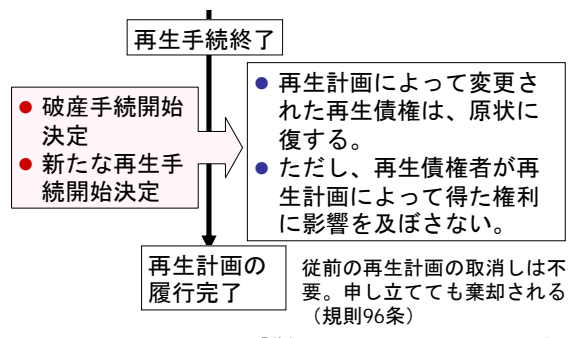 再生手続終了
● 破産手続開始
決定
● 新たな再生手
続開始決定
● 再生計画によって変更さ
れた再生債権は、原状に
復する。
● ただし、再生債権者が再
生計画によって得た権利
に影響を及ぼさない。
再生計画の
履行完了
従前の再生計画の取消しは不
要。申し立てても棄却される
（規則96条）